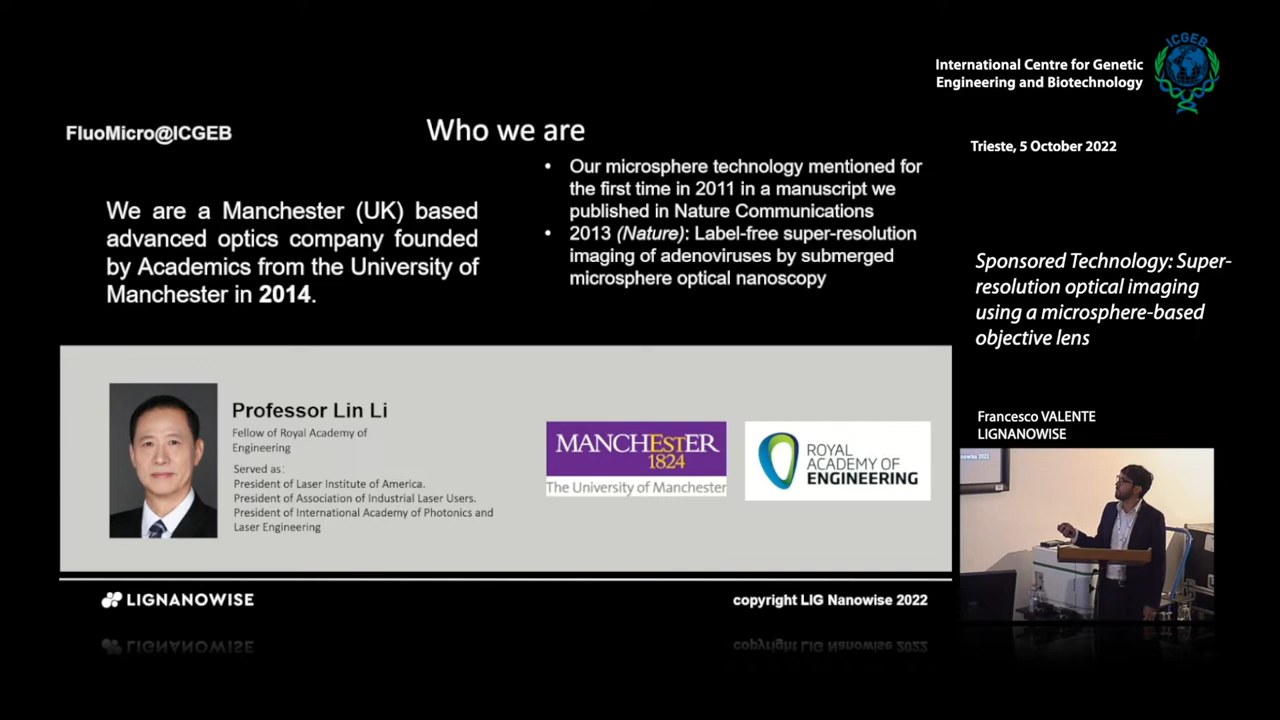 International Centre for Genetic
Engineering and Biotechnology
ICGEB
FluoMicro@ICGEB
Who we are
Trieste, 5 October 2022
• Our microsphere technology mentioned for
the first time in 2011 in a manuscript we
published in Nature Communications
• 2013 (Nature): Label-free super-resolution
imaging of adenoviruses by submerged
microsphere optical nanoscopy
We are a Manchester (UK) based
advanced optics company founded
by Academics from the University of
Manchester in 2014.
Sponsored Technology: Super-
resolution optical imaging
using a microsphere-based
objective lens
Professor Lin Li
Fellow of Royal Academy of
Engineering
Served as:
President of Laser Institute of America.
President of Association of Industrial Laser Users.
President of International Academy of Photonics and
Laser Engineering
MANCHESTER
1824
The University of Manchester
ROYAL
ACADEMY OF
ENGINEERING
Francesco VALENTE
LIGNANOWISE
LIGNANOWISE
copyright LIG Nanowise 2022